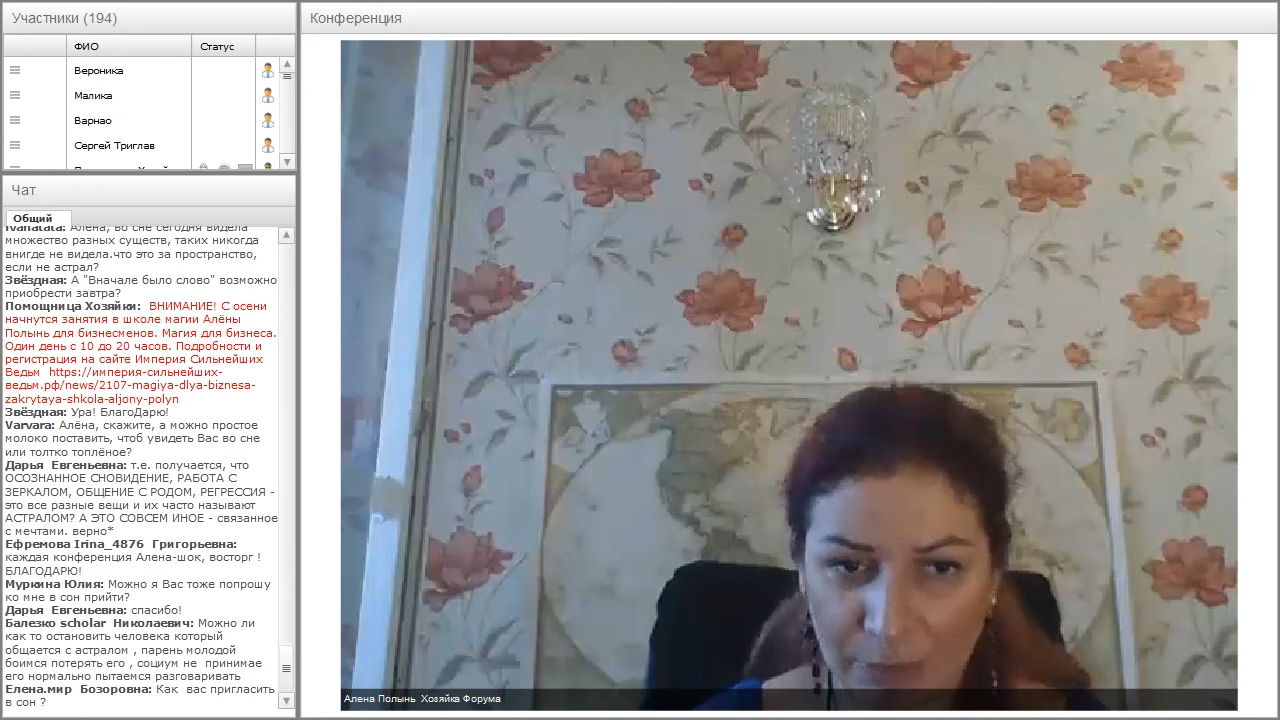 Участники (194)
ФИО
Статус
Вероника
Магика
Варнао
Сергей Триглав
Чат
Общий
множество разных существ, таких никогда
внигде не видела.что это за пространство,
если не астрал?
Звёздная: А "Вначале было слово" возможно
приобрести завтра?
Помощница Хозяйки: ВНИМАНИЕ! С осени
начнутся занятия в школе магии Алёны
Полынь для бизнесменов. Магия для бизнеса.
Один день с 10 до 20 часов. Подробности и
регистрация на сайте Империя Сильнейших
Ведьм https://империя-сильнейших-
ведьм.рф/news/2107-magiya-dlya-biznesa-
zakrytaya-shkola-aljony-polyn
Звёздная: Ура! БлагоДарю!
Varvara: Алёна, скажите, а можно простое
молоко поставить, чтоб увидеть Вас во сне
или толтко топлёное?
Дарья Евгеньевна: т.е. получается, что
ОСОЗНАННОЕ СНОВИДЕНИЕ, РАБОТА С
ЗЕРКАЛОМ, ОБЩЕНИЕ С РОДОМ, РЕГРЕССИЯ -
это все разные вещи и их часто называют
АСТРАЛОМ? А ЭТО СОВСЕМ ИНОЕ - связанное
с мечтами. верно*
Ефремова Irina_4876 Григорьевна:
каждая конференция Алена-шок, восторг !
БЛАГОДАРЮ!
Муркина Юлия: Можно я Вас тоже попрошу
ко мне в сон прийти?
Дарья Евгеньевна: спасибо!
Балезко scholar Николаевич: Можно ли
как то остановить человека который
общается с астралом , парень молодой
боимся потерять его , социум не принимае
его нормально, ушёлся весь в астрал
Елена,мир Бозоровна: Как вас пригласить
в сон ?
Конференция
Алена Полынь Хозяйка Форума